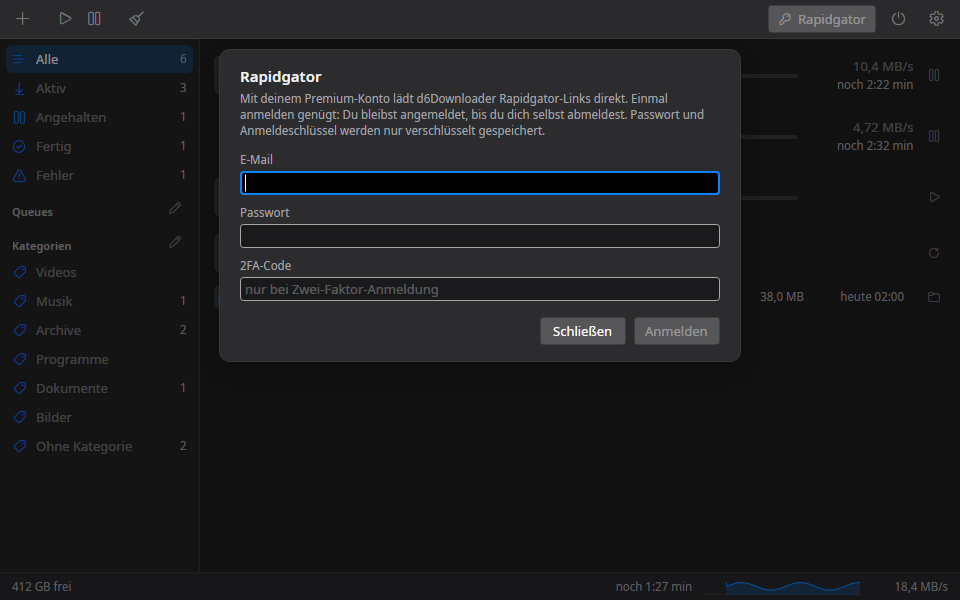 Rapidgator
Alle 6
Aktiv 3
Angehalten 1
Fertig 1
Fehler 1
Queues
Kategorien
Videos
Musik 1
Archive 2
Programme
Dokumente 1
Bilder
Ohne Kategorie 2
Rapidgator
Mit deinem Premium-Konto lädt d6Downloader Rapidgator-Links direkt. Einmal
anmelden genügt: Du bleibst angemeldet, bis du dich selbst abmeldest. Passwort und
Anmeldeschlüssel werden nur verschlüsselt gespeichert.
E-Mail
Passwort
2FA-Code
nur bei Zwei-Faktor-Anmeldung
Schließen Anmelden
10,4 MB/s
noch 2:22 min
4,72 MB/s
noch 2:32 min
38,0 MB heute 02:00
412 GB frei noch 1:27 min 18,4 MB/s